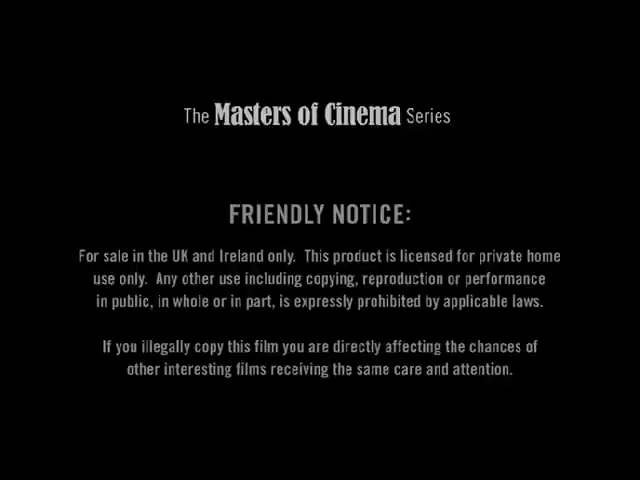 The Masters of Cinema Series
FRIENDLY NOTICE:
For sale in the UK and Ireland only. This product is licensed for private home
use only. Any other use including copying, reproduction or performance
in public, in whole or in part, is expressly prohibited by applicable laws.
If you illegally copy this film you are directly affecting the chances of
other interesting films receiving the same care and attention.